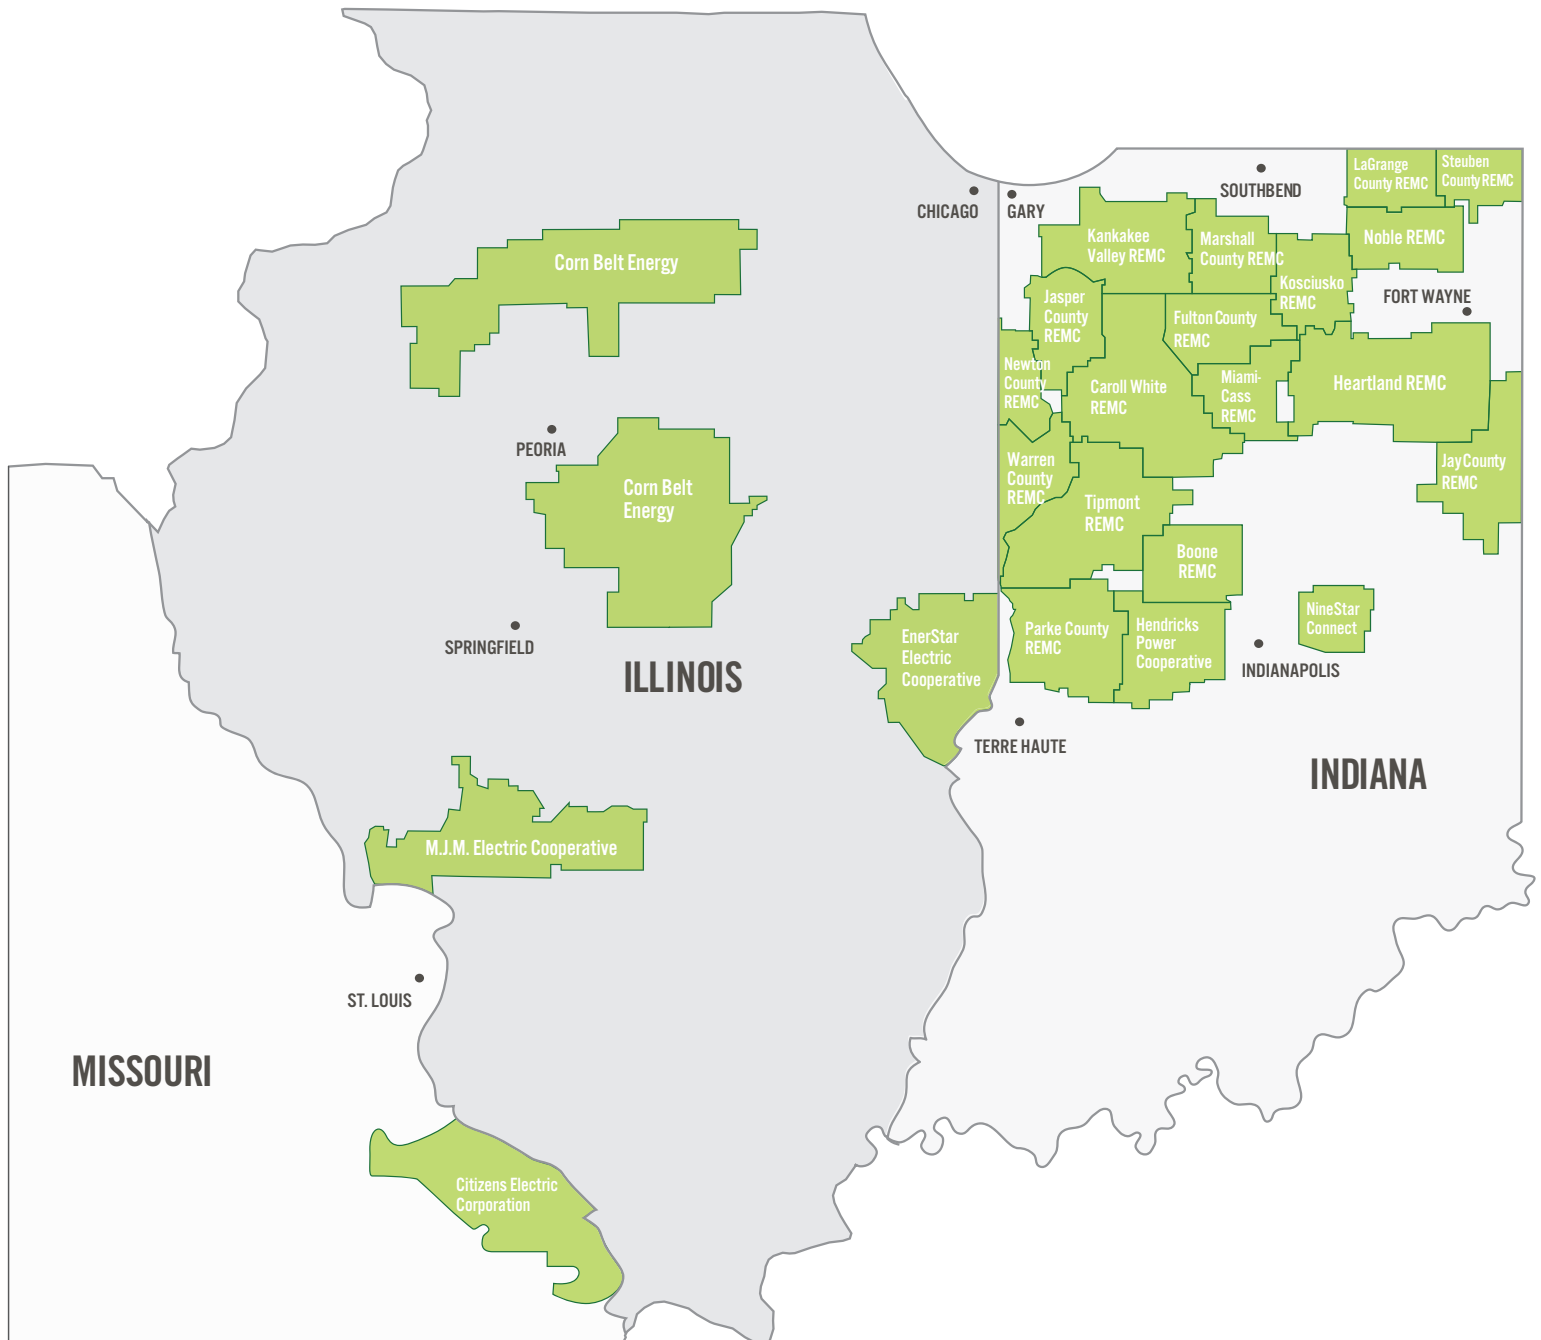 LaGrange
County REMC
Steuben
County REMC
SOUTHBEND
CHICAGO
GARY
Kankakee
Valley REMC
Marshall
County REMC
Noble REMC
Corn Belt Energy
Kosciusko
REMC
FORT WAYNE
Jasper
County
REMC
Fulton County
REMC
Newton
County
REMC
Caroll White
REMC
Miami-
Cass
REMC
Heartland REMC
PEORIA
Corn Belt
Energy
Warren
County
REMC
Jay County
REMC
Tipmont
REMC
Boone
REMC
NineStar
Connect
SPRINGFIELD
ILLINOIS
EnerStar
Electric
Cooperative
Parke County
REMC
Hendricks
Power
Cooperative
INDIANAPOLIS
TERRE HAUTE
INDIANA
M.J.M. Electric Cooperative
ST. LOUIS
MISSOURI
Citizens Electric
Corporation